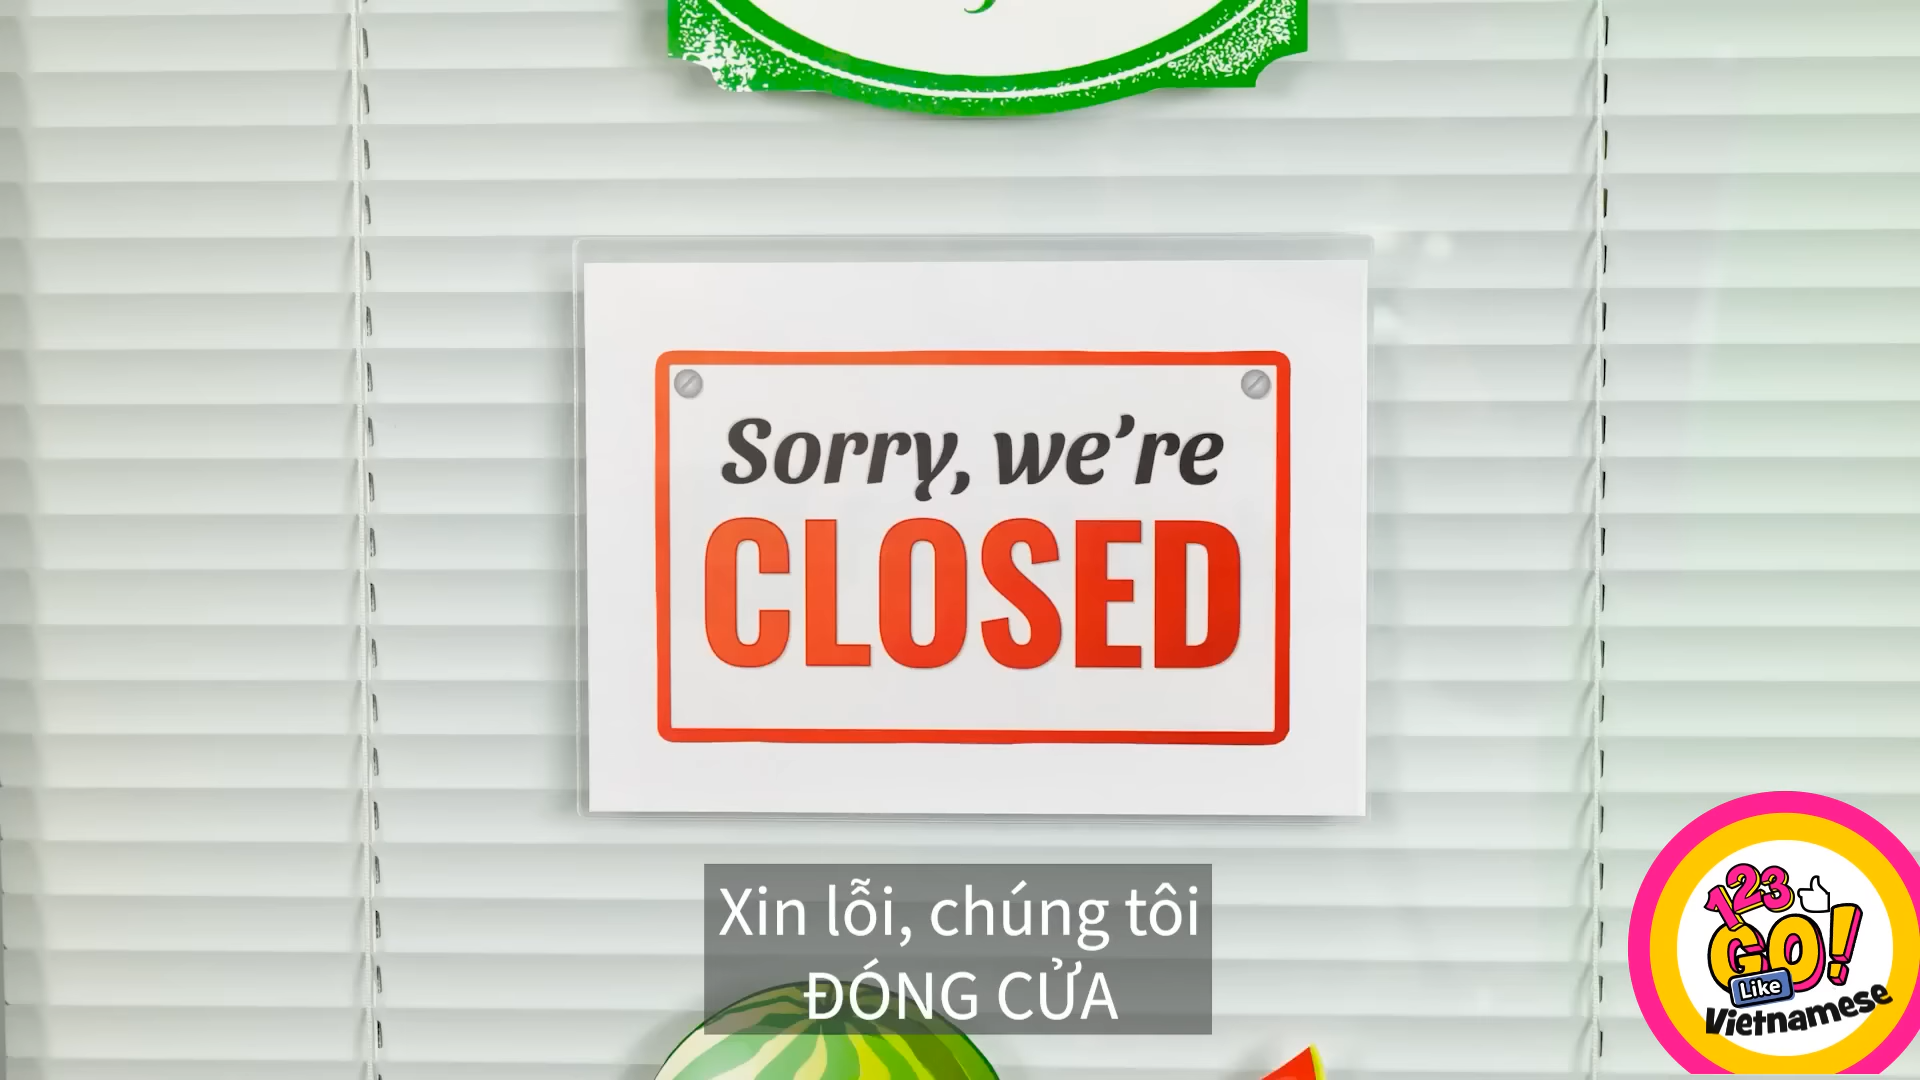 Sorry, we're
CLOSED
Xin lỗi, chúng tôi
ĐÓNG CỬA
123
GO!
Like
Vietnamese